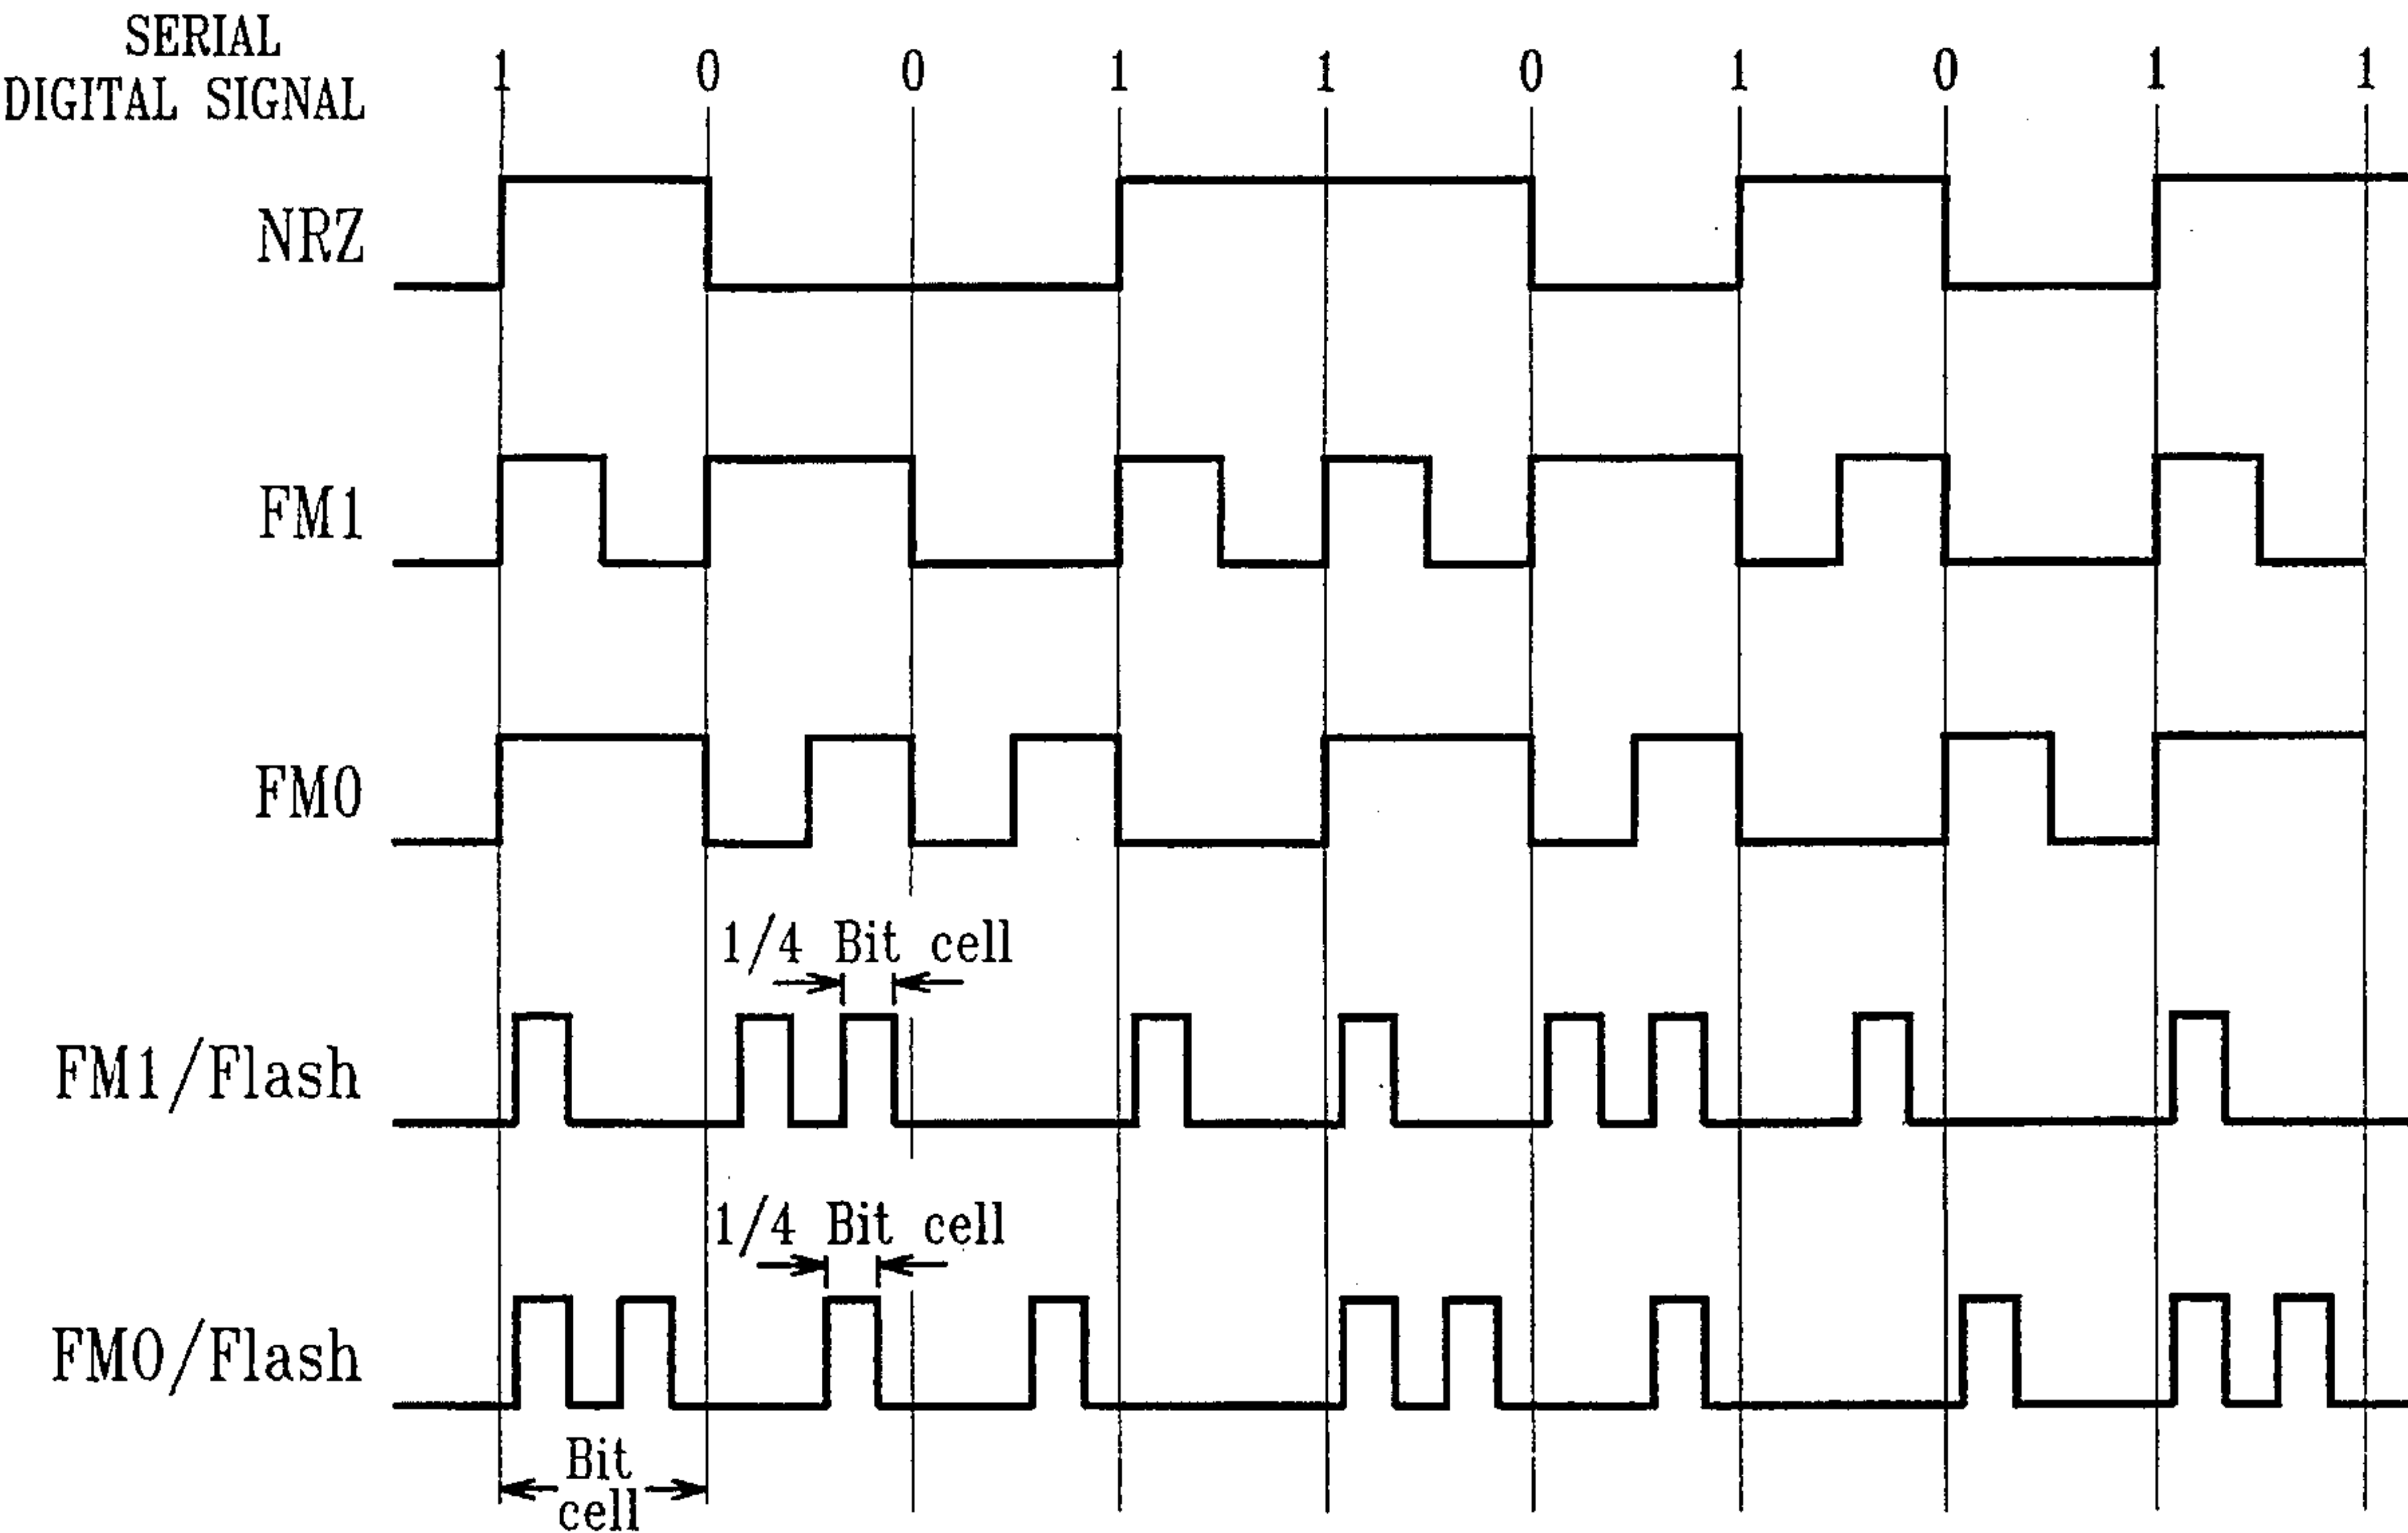 SERIAL
DIGITAL SIGNAL
1 0 0 1 1 0 1 0 1 1
NRZ
FM1
FM0
1/4 Bit cell
FM1/Flash
1/4 Bit cell
FM0/Flash
Bit
cell